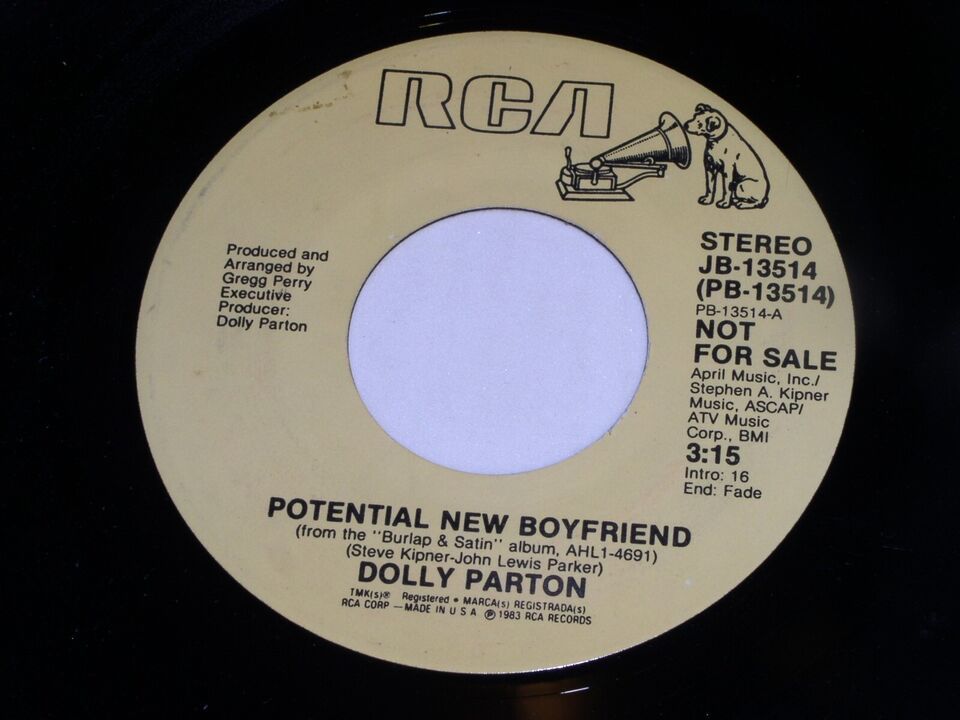 RCA
Produced and
Arranged by
Gregg Perry
Executive
Producer:
Dolly Parton
STEREO
JB-13514
(PB-13514)
PB-13514-A
NOT
FOR SALE
April Music, Inc./
Stephen A. Kipner
Music, ASCAP/
ATV Music
Corp., BMI
3:15
Intro: 16
End: Fade
POTENTIAL NEW BOYFRIEND
(from the "Burlap & Satin" album, AHL1-4691)
(Steve Kipner-John Lewis Parker)
DOLLY PARTON
TMK(s)® Registered • MARCA(s) REGISTRADA(s)
RCA CORP — MADE IN U S A ℗ 1983 RCA RECORDS